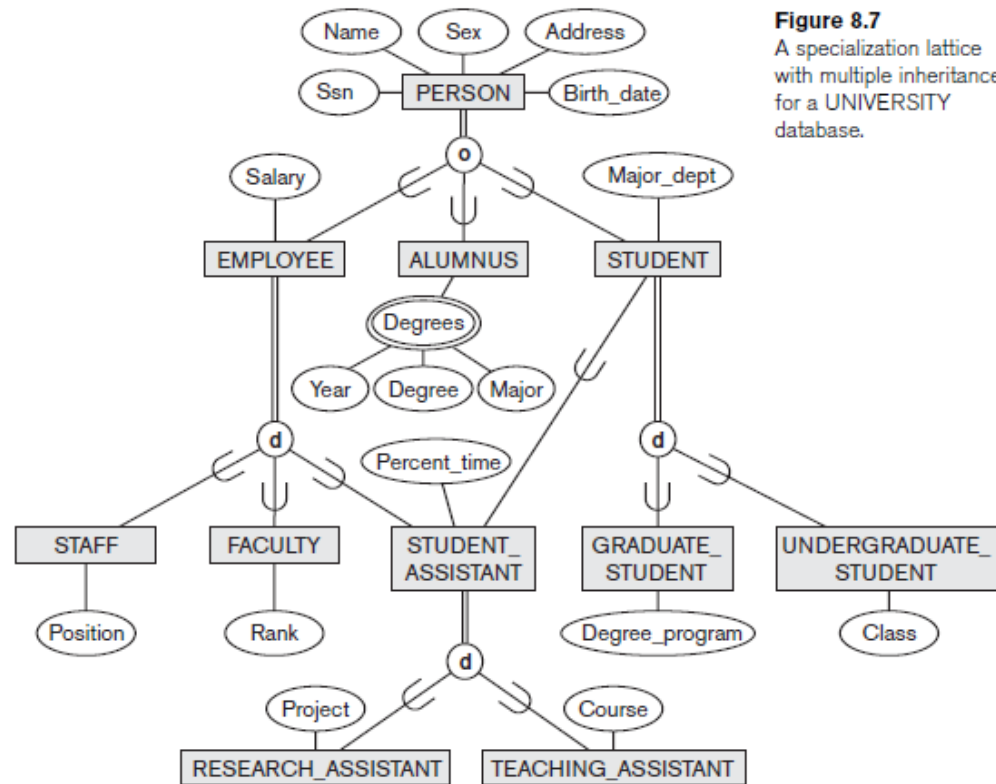 Figure 8.7
A specialization lattice
with multiple inheritance
for a UNIVERSITY
database.
Name
Sex
Address
Ssn
PERSON
Birth_date
o
Salary
Major_dept
EMPLOYEE
ALUMNUS
STUDENT
Degrees
Year
Degree
Major
d
d
Percent_time
STAFF
FACULTY
STUDENT_
ASSISTANT
GRADUATE_
STUDENT
UNDERGRADUATE_
STUDENT
Position
Rank
Degree_program
Class
d
Project
Course
RESEARCH_ASSISTANT
TEACHING_ASSISTANT